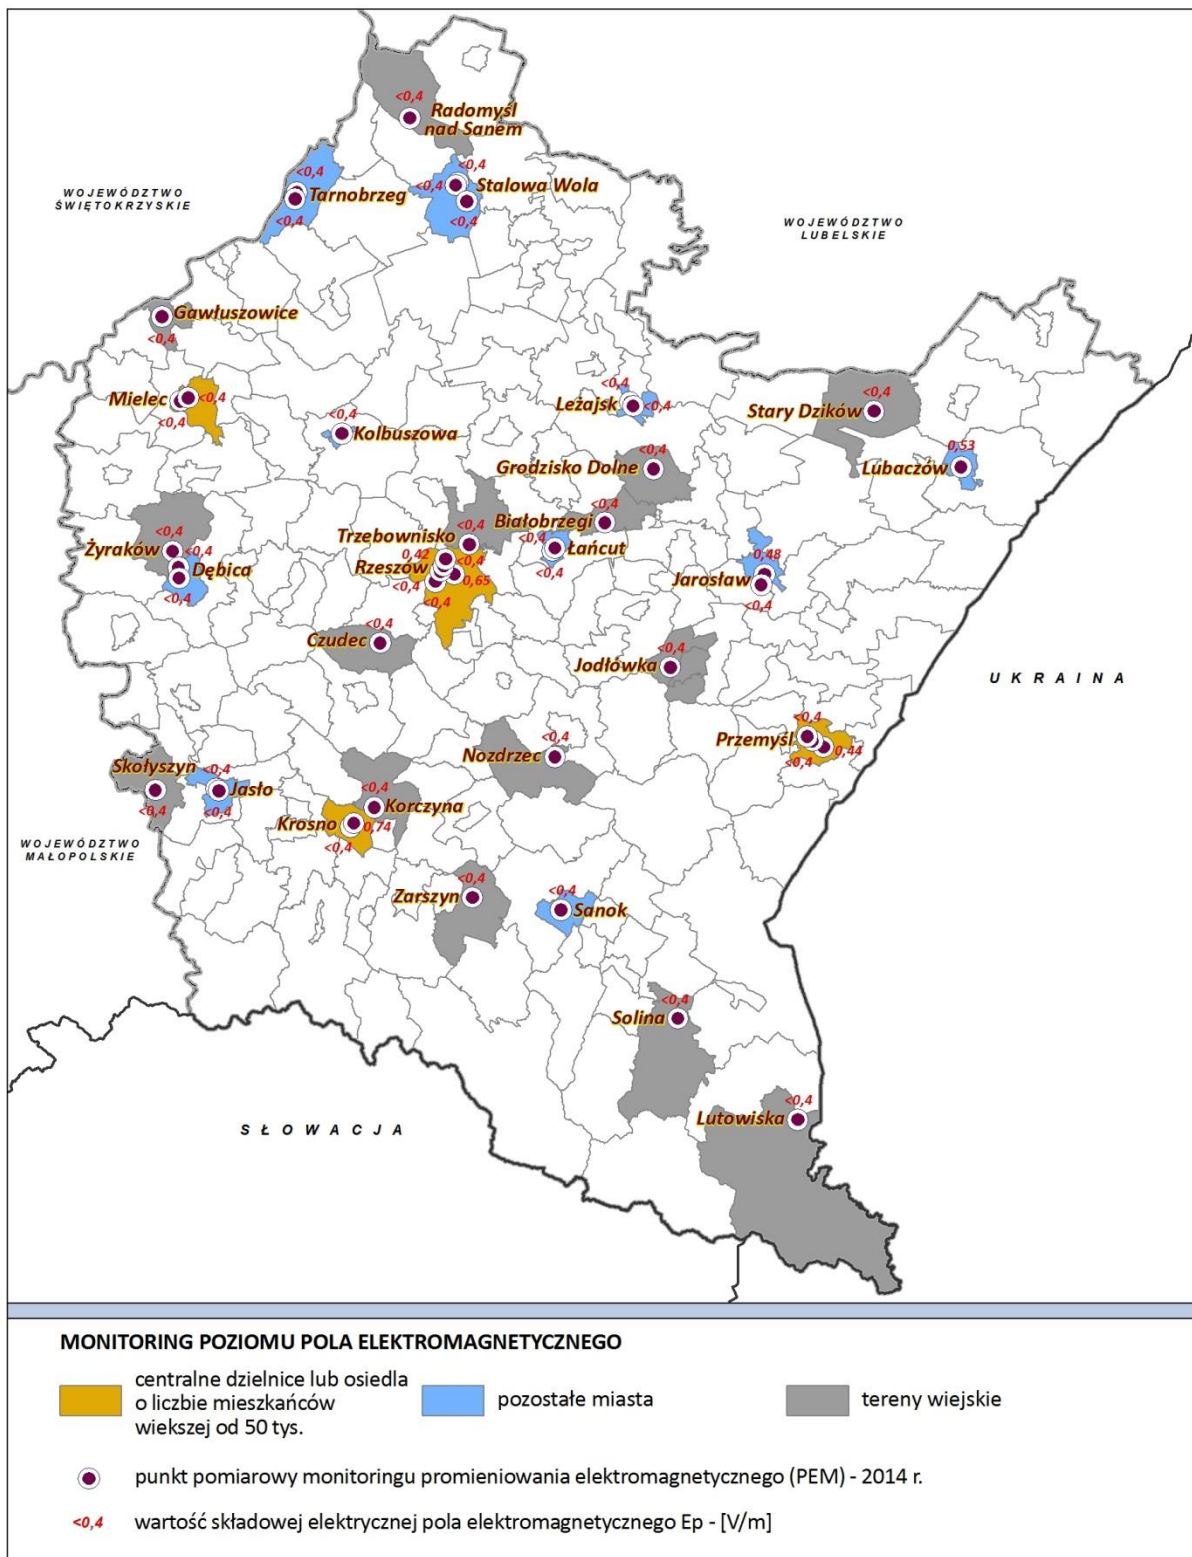 <0,4
Radomyśl
nad Sanem
WOJEWÓDZTWO
ŚWIĘTOKRZYSKIE
<0,4
Tarnobrzeg
<0,4
<0,4
<0,4
Stalowa Wola
<0,4
WOJEWÓDZTWO
LUBELSKIE
Gawłuszowice
<0,4
Mielec
<0,4
<0,4
<0,4
Kolbuszowa
<0,4
Leżajsk
<0,4
<0,4
Stary Dzików
0,53
Lubaczów
<0,4
Grodzisko Dolne
<0,4
Białobrzegi
<0,4
Żyraków
<0,4
Dębica
<0,4
Trzebownisko
<0,4
0,42
Rzeszów
<0,4
0,65
<0,4
<0,4
<0,4
Łańcut
<0,4
0,48
Jarosław
<0,4
<0,4
Czudec
<0,4
Jodłówka
UKRAINA
<0,4
Przemyśl
0,44
<0,4
<0,4
Nozdrzec
Skołyszyn
<0,4
<0,4
Jasło
<0,4
<0,4
Korczyna
Krosno
0,74
<0,4
WOJEWÓDZTWO
MAŁOPOLSKIE
<0,4
Zarszyn
<0,4
Sanok
<0,4
Solina
<0,4
Lutowiska
SŁOWACJA
MONITORING POZIOMU POLA ELEKTROMAGNETYCZNEGO
centralne dzielnice lub osiedla
o liczbie mieszkańców
wiekszej od 50 tys.
pozostałe miasta
tereny wiejskie
punkt pomiarowy monitoringu promieniowania elektromagnetycznego (PEM) - 2014 r.
<0,4 wartość składowej elektrycznej pola elektromagnetycznego Ep - [V/m]